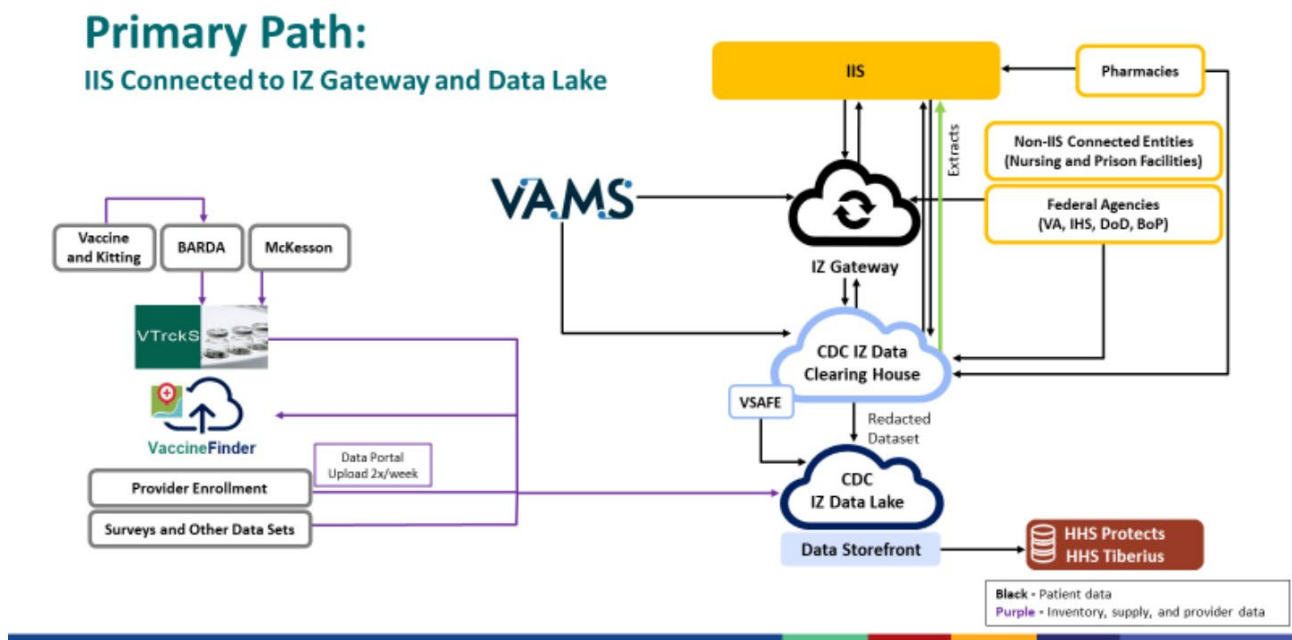 Primary Path:
IIS Connected to IZ Gateway and Data Lake
IIS
Pharmacies
Extracts
Non-IIS Connected Entities
(Nursing and Prison Facilities)
Federal Agencies
(VA, IHS, DoD, BoP)
VAMS
IZ Gateway
Vaccine
and Kitting
BARDA
McKesson
VTrckS
CDC IZ Data
Clearing House
VSAFE
Redacted
Dataset
VaccineFinder
Data Portal
Upload 2x/week
Provider Enrollment
Surveys and Other Data Sets
CDC
IZ Data Lake
Data Storefront
HHS Protects
HHS Tiberius
Black - Patient data
Purple - Inventory, supply, and provider data